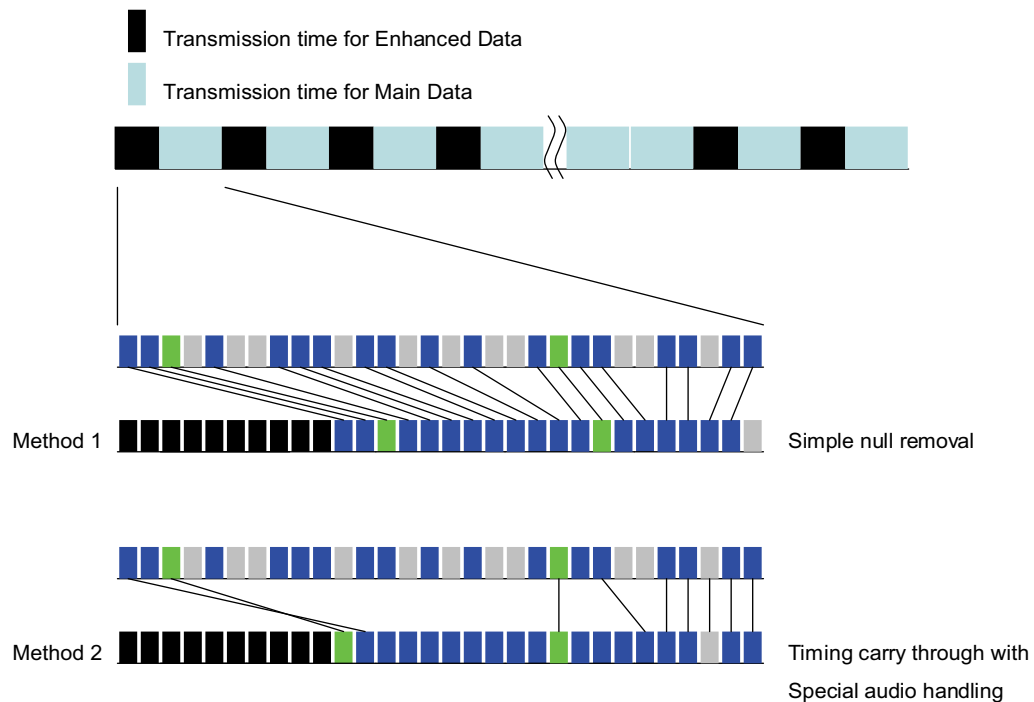 Transmission time for Enhanced Data
Transmission time for Main Data
Method 1
Simple null removal
Method 2
Timing carry through with
Special audio handling